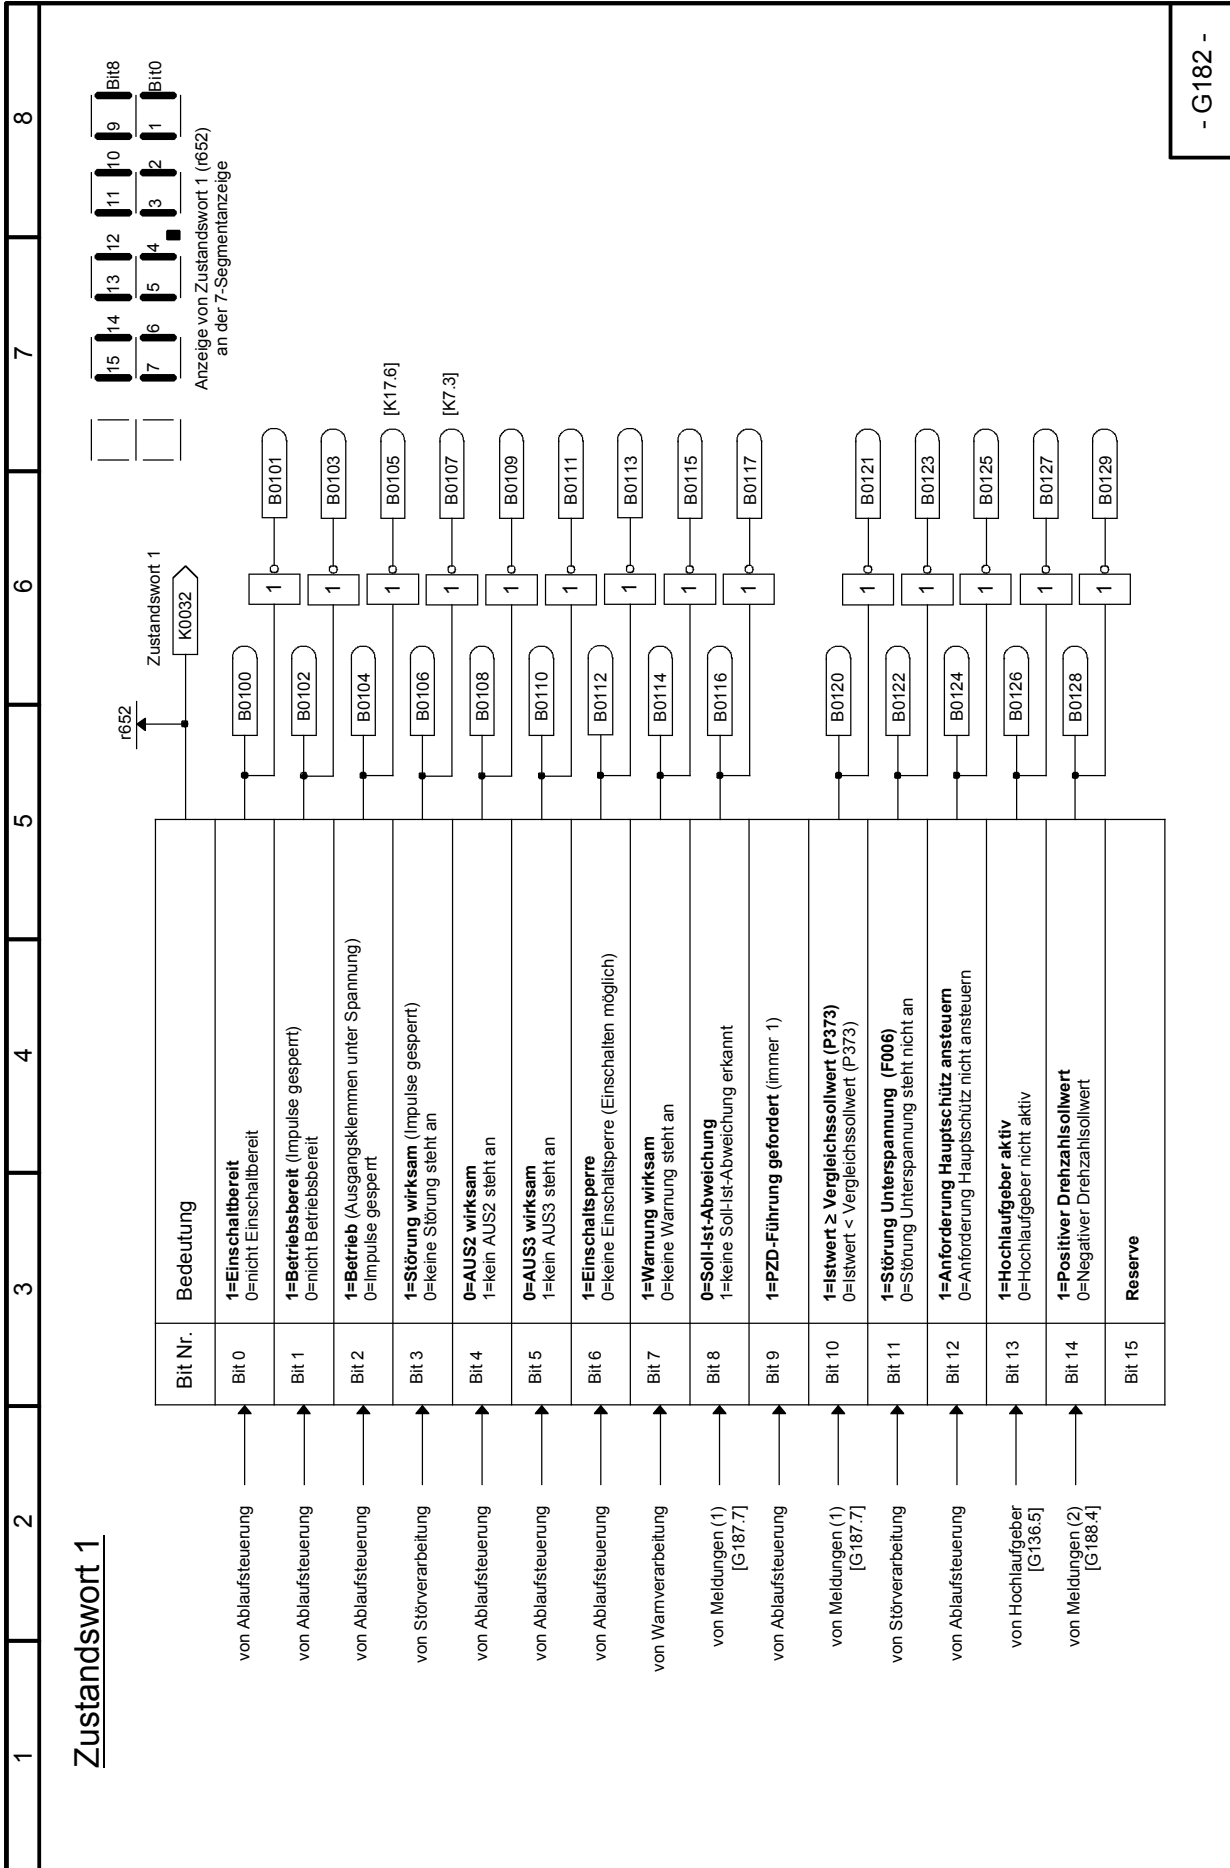 1 2 3 4 5 6 7 8
Zustandswort 1
15 14 13 12 11 10 9 Bit8
7 6 5 4 3 2 1 Bit0
Anzeige von Zustandswort 1 (r652)
an der 7-Segmentanzeige
r652
Zustandswort 1
K0032
Bit Nr. Bedeutung
von Ablaufsteuerung Bit 0 1=Einschaltbereit
0=nicht Einschaltbereit
B0100 1 B0101
von Ablaufsteuerung Bit 1 1=Betriebsbereit (Impulse gesperrt)
0=nicht Betriebsbereit
B0102 1 B0103
von Ablaufsteuerung Bit 2 1=Betrieb (Ausgangsklemmen unter Spannung)
0=Impulse gesperrt
B0104 1 B0105 [K17.6]
von Störverarbeitung Bit 3 1=Störung wirksam (Impulse gesperrt)
0=keine Störung steht an
B0106 1 B0107 [K7.3]
von Ablaufsteuerung Bit 4 0=AUS2 wirksam
1=kein AUS2 steht an
B0108 1 B0109
von Ablaufsteuerung Bit 5 0=AUS3 wirksam
1=kein AUS3 steht an
B0110 1 B0111
von Ablaufsteuerung Bit 6 1=Einschaltsperre
0=keine Einschaltsperre (Einschalten möglich)
B0112 1 B0113
von Warnverarbeitung Bit 7 1=Warnung wirksam
0=keine Warnung steht an
B0114 1 B0115
von Meldungen (1)
[G187.7]
Bit 8 0=Soll-Ist-Abweichung
1=keine Soll-Ist-Abweichung erkannt
B0116 1 B0117
von Ablaufsteuerung Bit 9 1=PZD-Führung gefordert (immer 1)
von Meldungen (1)
[G187.7]
Bit 10 1=Istwert ≥ Vergleichssollwert (P373)
0=Istwert < Vergleichssollwert (P373)
B0120 1 B0121
von Störverarbeitung Bit 11 1=Störung Unterspannung (F006)
0=Störung Unterspannung steht nicht an
B0122 1 B0123
von Ablaufsteuerung Bit 12 1=Anforderung Hauptschütz ansteuern
0=Anforderung Hauptschütz nicht ansteuern
B0124 1 B0125
von Hochlaufgeber
[G136.5]
Bit 13 1=Hochlaufgeber aktiv
0=Hochlaufgeber nicht aktiv
B0126 1 B0127
von Meldungen (2)
[G188.4]
Bit 14 1=Positiver Drehzahlsollwert
0=Negativer Drehzahlsollwert
B0128 1 B0129
Bit 15 Reserve
- G182 -